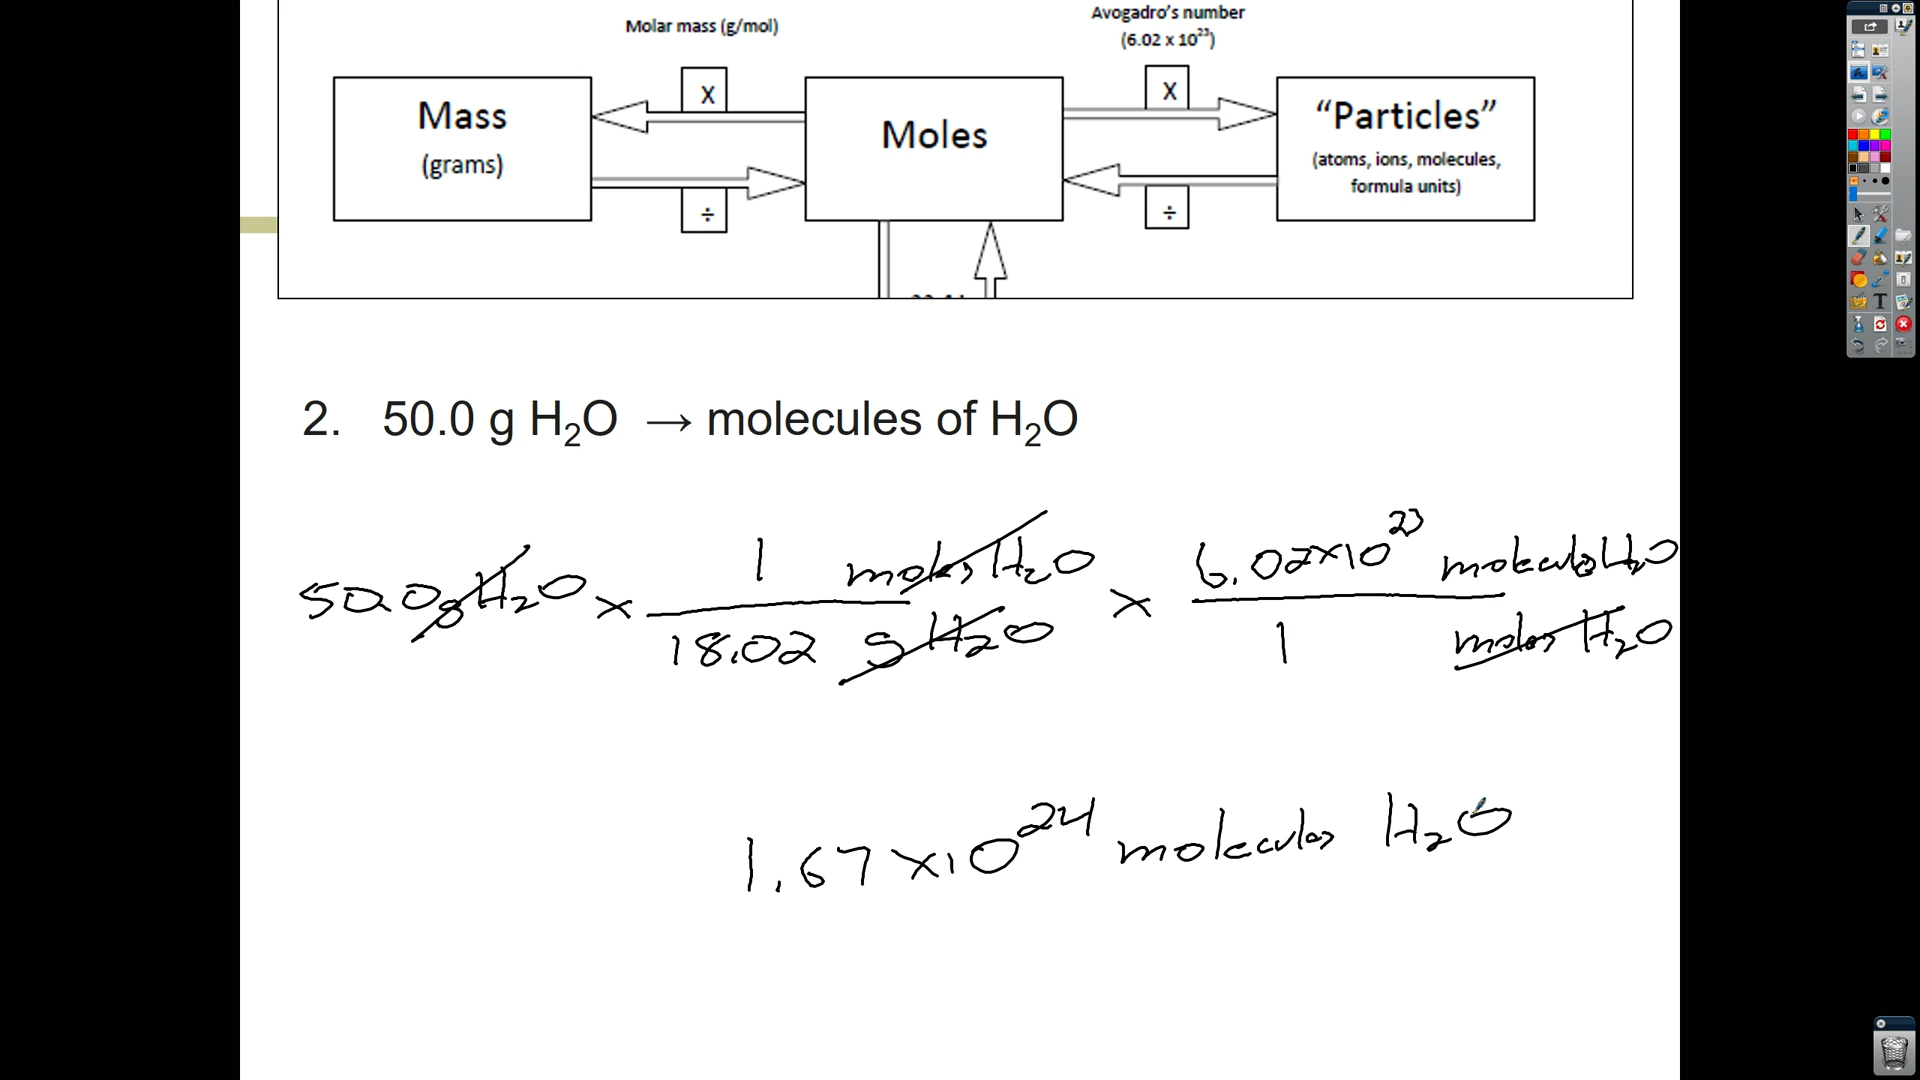 Molar mass (g/mol)
Avogadro's number
(6.02 x 10²³)
X
X
Mass
(grams)
Moles
“Particles”
(atoms, ions, molecules,
formula units)
÷
÷
2. 50.0 g H₂O → molecules of H₂O
50.0g H₂O x 1 moles H₂O / 18.02 g H₂O x 6.02x10²³ molecules H₂O / 1 moles H₂O
1.67 x10²⁴ molecules H₂O
T